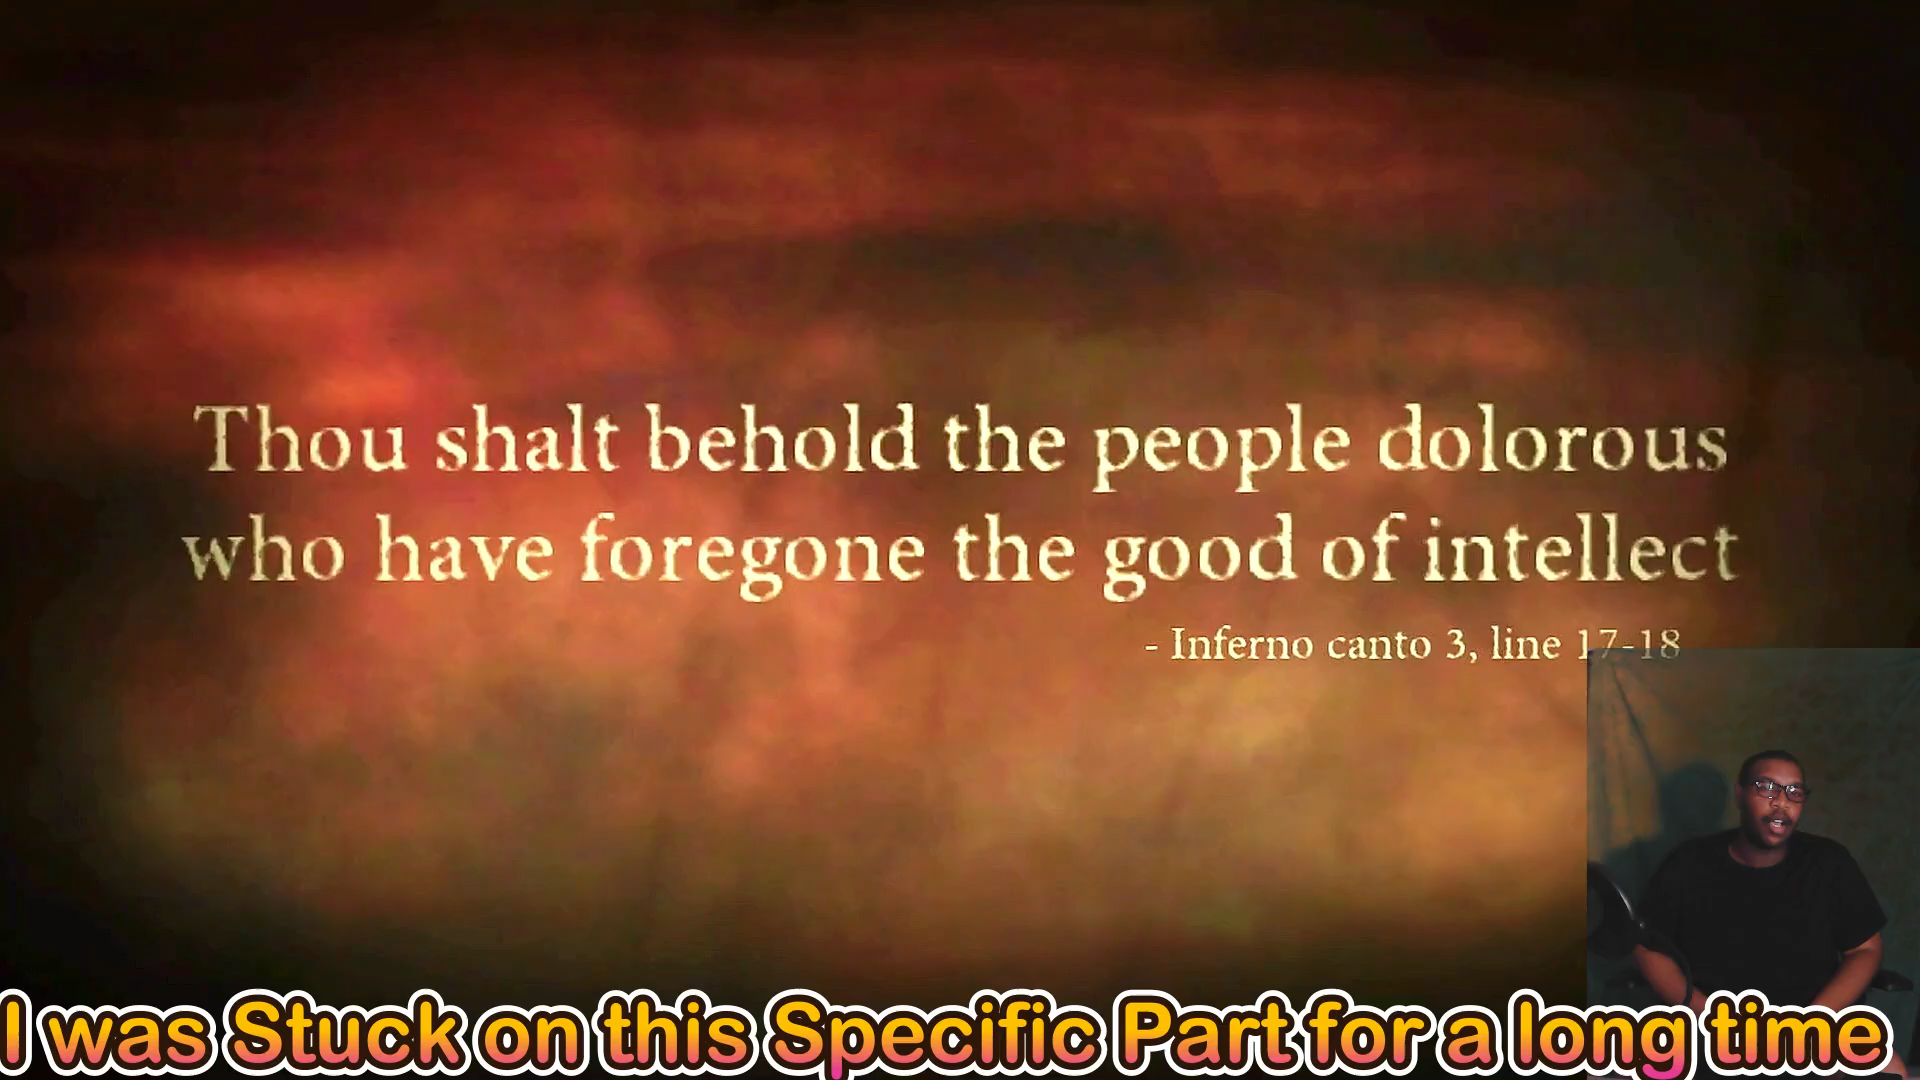 Thou shalt behold the people dolorous
who have foregone the good of intellect
- Inferno canto 3, line 17-18
I was Stuck on this Specific Part for a long time